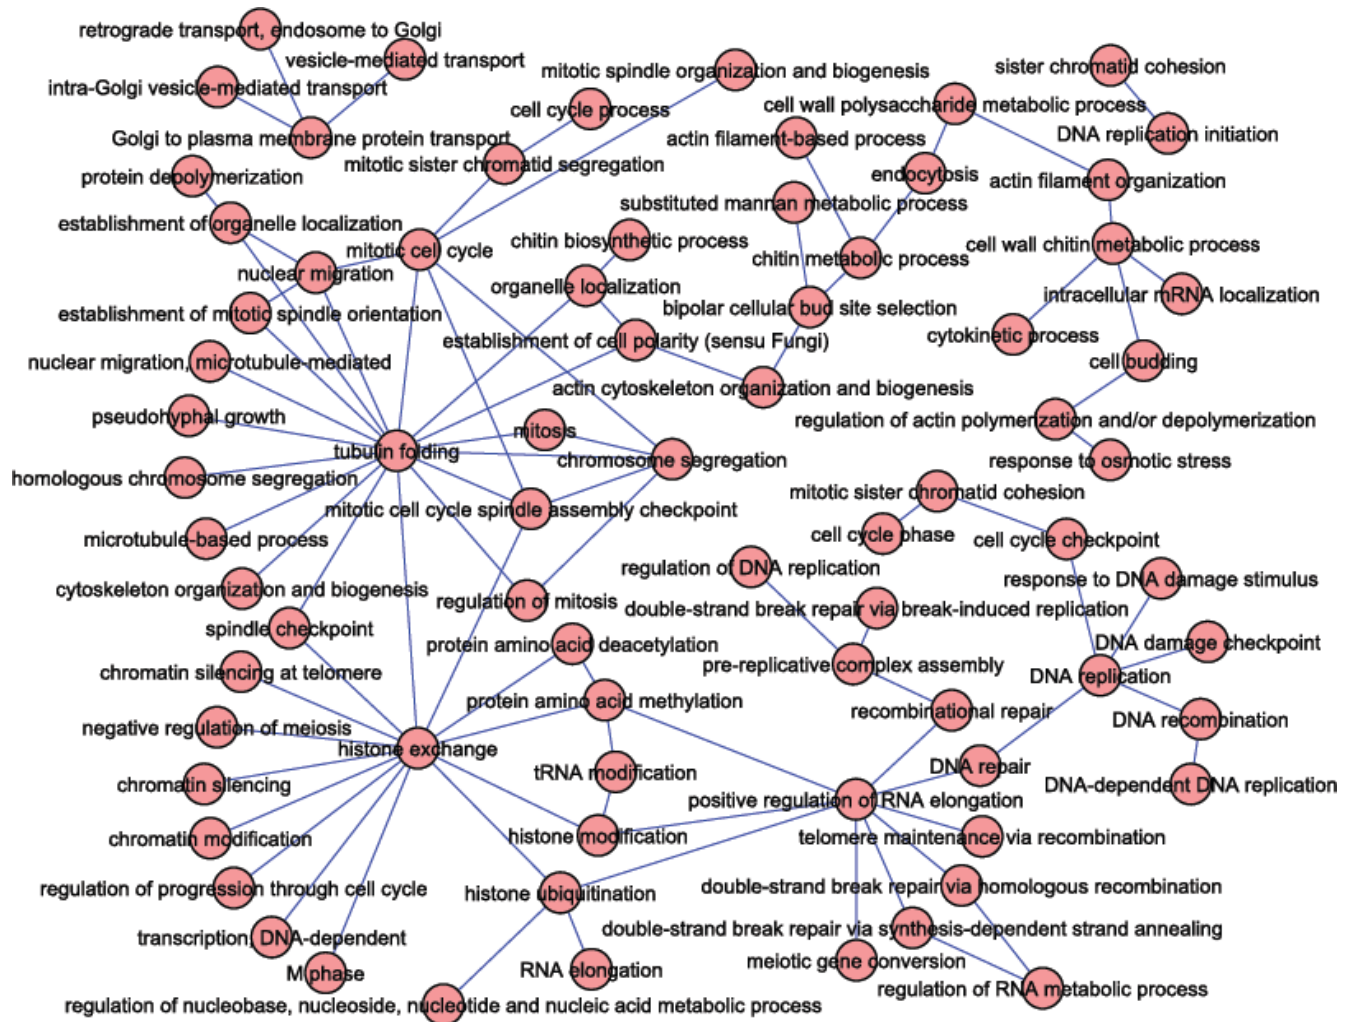 retrograde transport, endosome to Golgi
vesicle-mediated transport
mitotic spindle organization and biogenesis
sister chromatid cohesion
intra-Golgi vesicle-mediated transport
cell cycle process
cell wall polysaccharide metabolic process
Golgi to plasma membrane protein transport
actin filament-based process
DNA replication initiation
mitotic sister chromatid segregation
protein depolymerization
endocytosis
actin filament organization
substituted mannan metabolic process
establishment of organelle localization
mitotic cell cycle
chitin biosynthetic process
cell wall chitin metabolic process
nuclear migration
chitin metabolic process
organelle localization
intracellular mRNA localization
establishment of mitotic spindle orientation
bipolar cellular bud site selection
cytokinetic process
establishment of cell polarity (sensu Fungi)
nuclear migration, microtubule-mediated
cell budding
actin cytoskeleton organization and biogenesis
pseudohyphal growth
regulation of actin polymerization and/or depolymerization
mitosis
tubulin folding
chromosome segregation
response to osmotic stress
homologous chromosome segregation
mitotic sister chromatid cohesion
mitotic cell cycle spindle assembly checkpoint
cell cycle phase
microtubule-based process
cell cycle checkpoint
regulation of DNA replication
response to DNA damage stimulus
cytoskeleton organization and biogenesis
regulation of mitosis
double-strand break repair via break-induced replication
spindle checkpoint
protein amino acid deacetylation
DNA damage checkpoint
pre-replicative complex assembly
chromatin silencing at telomere
DNA replication
protein amino acid methylation
recombinational repair
DNA recombination
negative regulation of meiosis
histone exchange
DNA repair
tRNA modification
chromatin silencing
DNA-dependent DNA replication
positive regulation of RNA elongation
histone modification
telomere maintenance via recombination
chromatin modification
regulation of progression through cell cycle
histone ubiquitination
double-strand break repair via homologous recombination
double-strand break repair via synthesis-dependent strand annealing
transcription, DNA-dependent
meiotic gene conversion
RNA elongation
M phase
regulation of RNA metabolic process
regulation of nucleobase, nucleoside, nucleotide and nucleic acid metabolic process